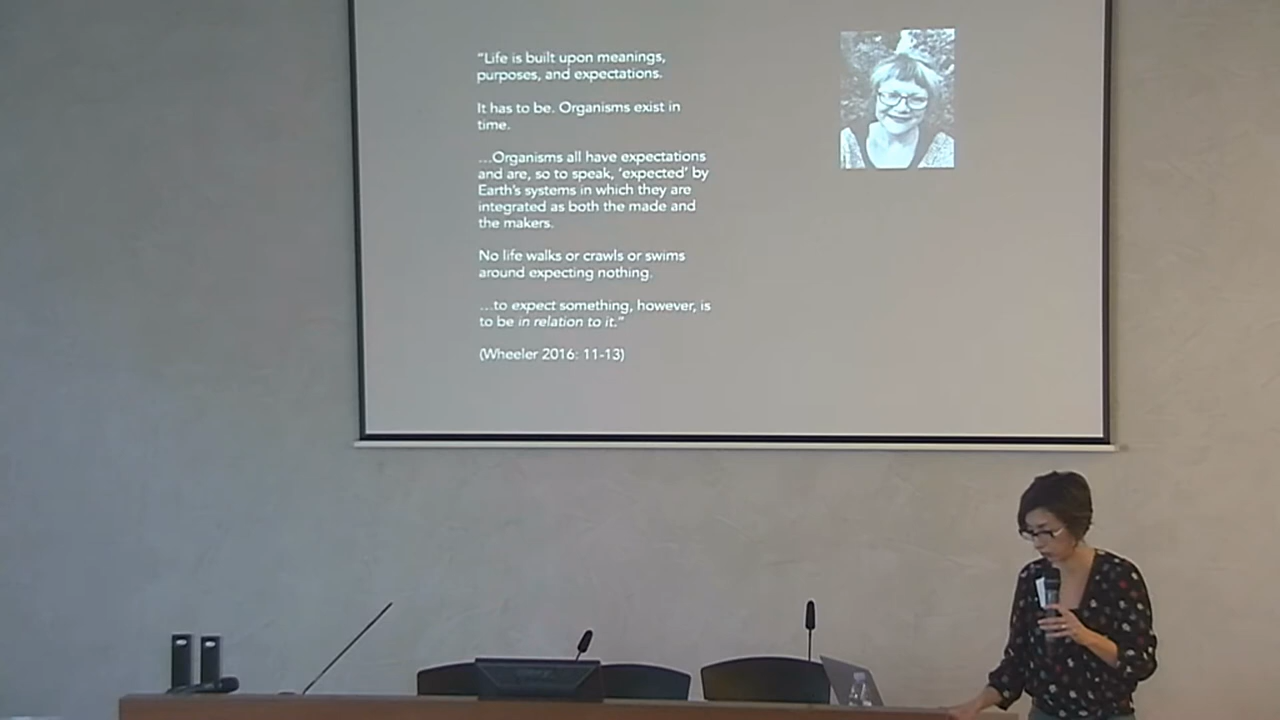 “Life is built upon meanings,
purposes, and expectations.
It has to be. Organisms exist in
time.
...Organisms all have expectations
and are, so to speak, ‘expected’ by
Earth’s systems in which they are
integrated as both the made and
the makers.
No life walks or crawls or swims
around expecting nothing.
...to expect something, however, is
to be in relation to it.”
(Wheeler 2016: 11-13)